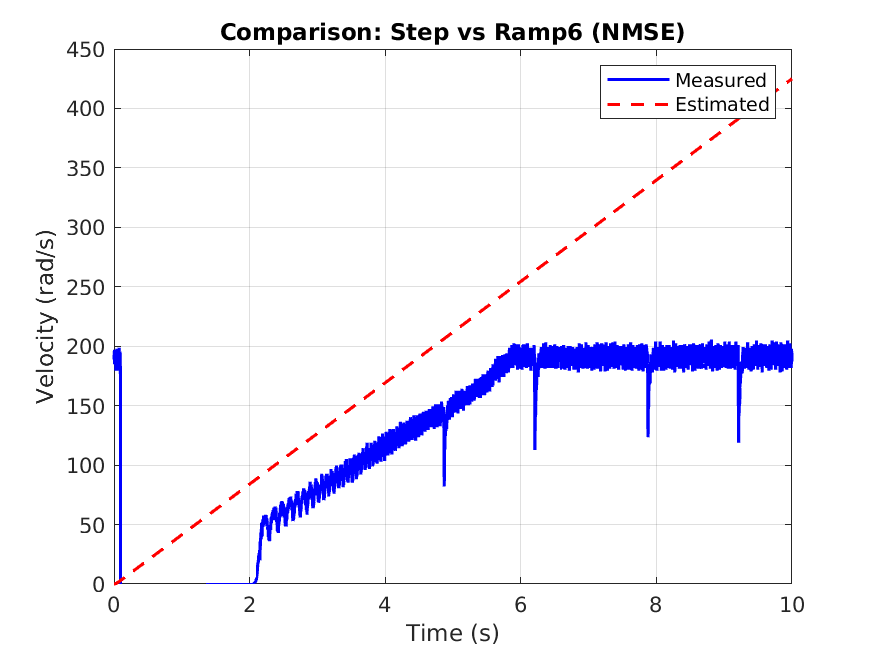 Comparison: Step vs Ramp6 (NMSE)
Measured
Estimated
Velocity (rad/s)
450
400
350
300
250
200
150
100
50
0
0 2 4 6 8 10
Time (s)